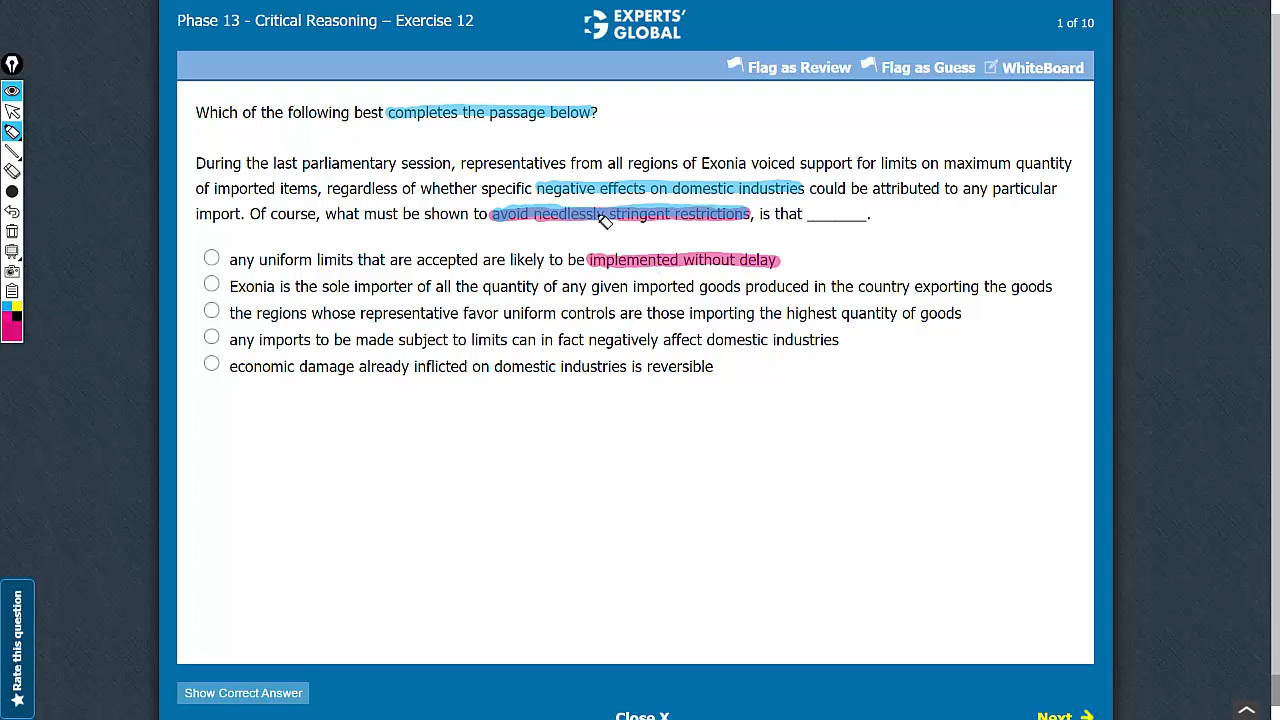 Phase 13 - Critical Reasoning – Exercise 12
EXPERTS'
GLOBAL
1 of 10
Flag as Review
Flag as Guess
WhiteBoard
Which of the following best completes the passage below?
During the last parliamentary session, representatives from all regions of Exonia voiced support for limits on maximum quantity
of imported items, regardless of whether specific negative effects on domestic industries could be attributed to any particular
import. Of course, what must be shown to avoid needlessly stringent restrictions, is that _______.
any uniform limits that are accepted are likely to be implemented without delay
Exonia is the sole importer of all the quantity of any given imported goods produced in the country exporting the goods
the regions whose representative favor uniform controls are those importing the highest quantity of goods
any imports to be made subject to limits can in fact negatively affect domestic industries
economic damage already inflicted on domestic industries is reversible
Rate this question
Show Correct Answer
Close X
Next